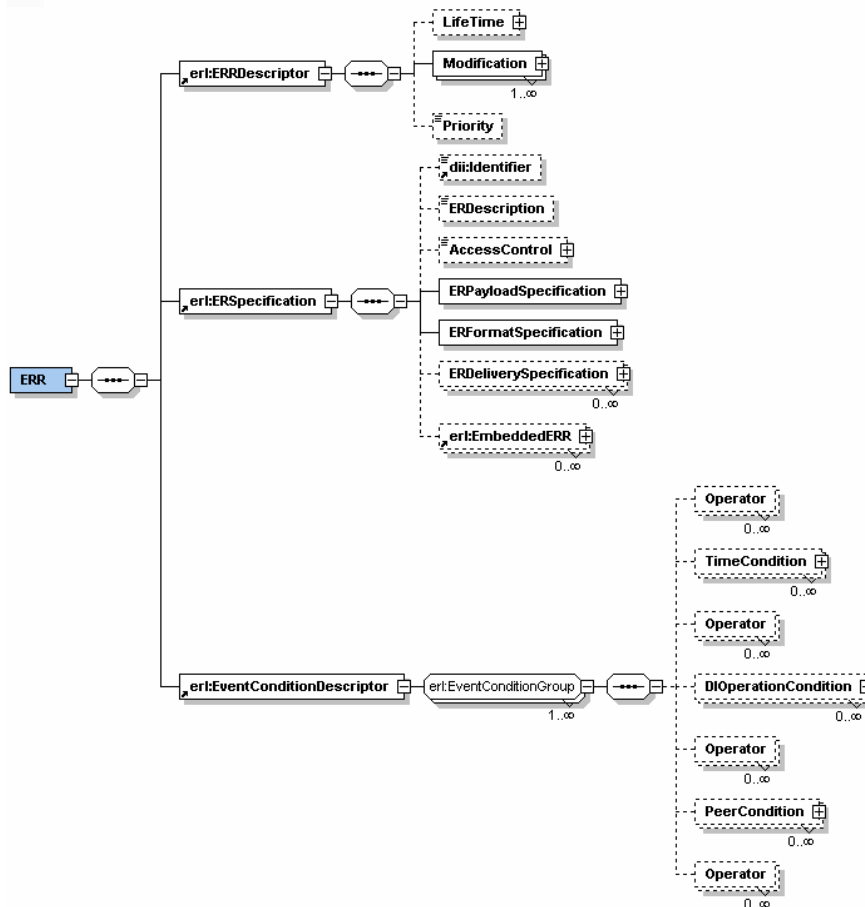 LifeTime
erl:ERRDescriptor
Modification
1..∞
Priority
dii:Identifier
ERDescription
AccessControl
erl:ERSpecification
ERPayloadSpecification
ERFormatSpecification
ERR
ERDeliverySpecification
0..∞
erl:EmbeddedERR
0..∞
Operator
0..∞
TimeCondition
0..∞
Operator
0..∞
erl:EventConditionDescriptor
erl:EventConditionGroup
1..∞
DIOperationCondition
0..∞
Operator
0..∞
PeerCondition
0..∞
Operator
0..∞